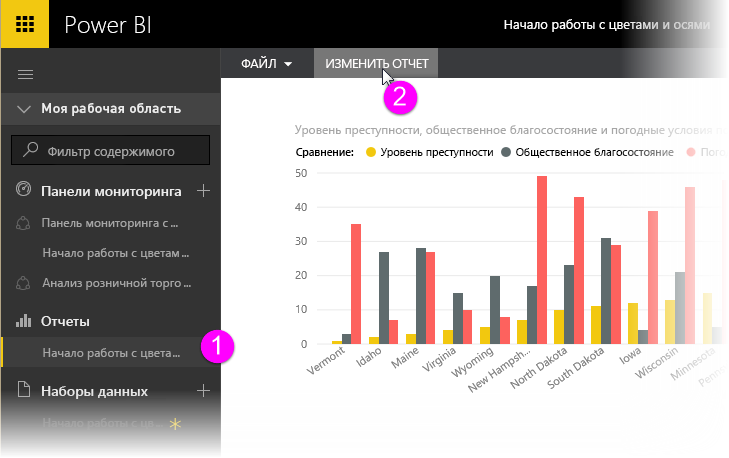 Power BI
Начало работы с цветами и осями
ФАЙЛ
ИЗМЕНИТЬ ОТЧЕТ
2
Моя рабочая область
Фильтр содержимого
Панели мониторинга
Панель мониторинга с ...
Начало работы с цветам ...
Анализ розничной торго ...
Отчеты
Начало работы с цвета...
1
Наборы данных
Начало работы с цв...
Уровень преступности, общественное благосостояние и погодные условия
Сравнение: Уровень преступности Общественное благосостояние Пого
50
40
30
20
10
0
Vermont
Idaho
Maine
Virginia
Wyoming
New Hampsh...
North Dakota
South Dakota
Iowa
Wisconsin
Minnesota
Penn